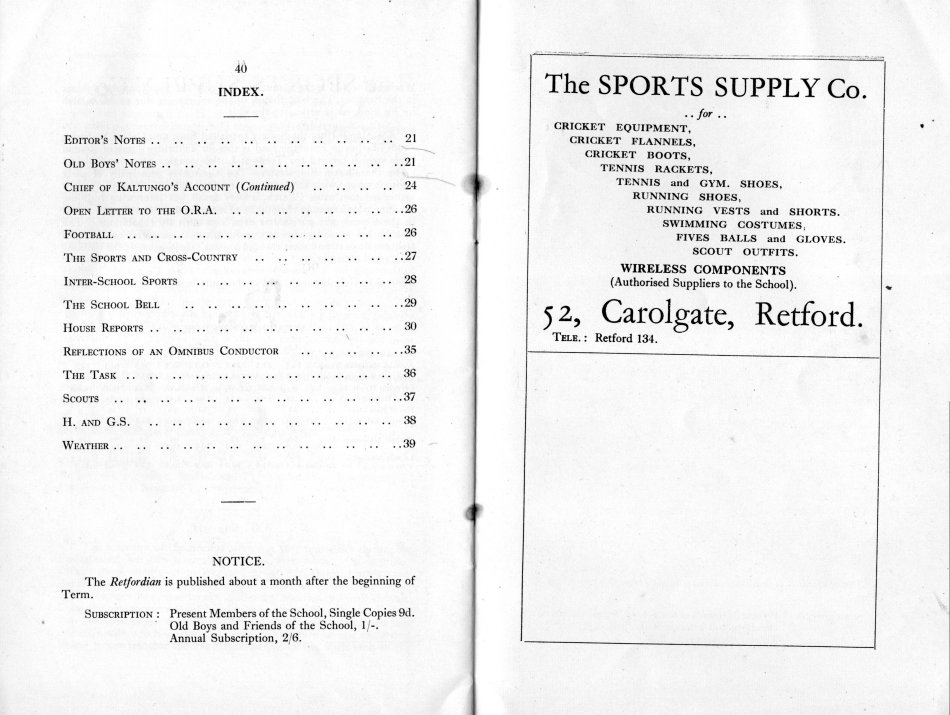 40
INDEX.
EDITOR'S NOTES .. .. .. .. .. .. .. .. .. .. .. 21
OLD BOYS' NOTES .. .. .. .. .. .. .. .. .. .. ..21
CHIEF OF KALTUNGO'S ACCOUNT (Continued) .. .. .. .. 24
OPEN LETTER TO THE O.R.A. .. .. .. .. .. .. .. ..26
FOOTBALL .. .. .. .. .. .. .. .. .. .. .. .. 26
THE SPORTS AND CROSS-COUNTRY .. .. .. .. .. .. ..27
INTER-SCHOOL SPORTS .. .. .. .. .. .. .. .. .. 28
THE SCHOOL BELL .. .. .. .. .. .. .. .. .. ..29
HOUSE REPORTS .. .. .. .. .. .. .. .. .. .. .. 30
REFLECTIONS OF AN OMNIBUS CONDUCTOR .. .. .. .. ..35
THE TASK .. .. .. .. .. .. .. .. .. .. .. .. 36
SCOUTS .. .. .. .. .. .. .. .. .. .. .. .. ..37
H. AND G.S. .. .. .. .. .. .. .. .. .. .. .. 38
WEATHER .. .. .. .. .. .. .. .. .. .. .. .. ..39
NOTICE.
The Retfordian is published about a month after the beginning of
Term.
SUBSCRIPTION : Present Members of the School, Single Copies 9d.
Old Boys and Friends of the School, 1/-.
Annual Subscription, 2/6.
The SPORTS SUPPLY Co.
.. for ..
CRICKET EQUIPMENT,
CRICKET FLANNELS,
CRICKET BOOTS,
TENNIS RACKETS,
TENNIS and GYM. SHOES,
RUNNING SHOES,
RUNNING VESTS and SHORTS.
SWIMMING COSTUMES,
FIVES BALLS and GLOVES.
SCOUT OUTFITS.
WIRELESS COMPONENTS
(Authorised Suppliers to the School).
52, Carolgate, Retford.
TELE. : Retford 134.